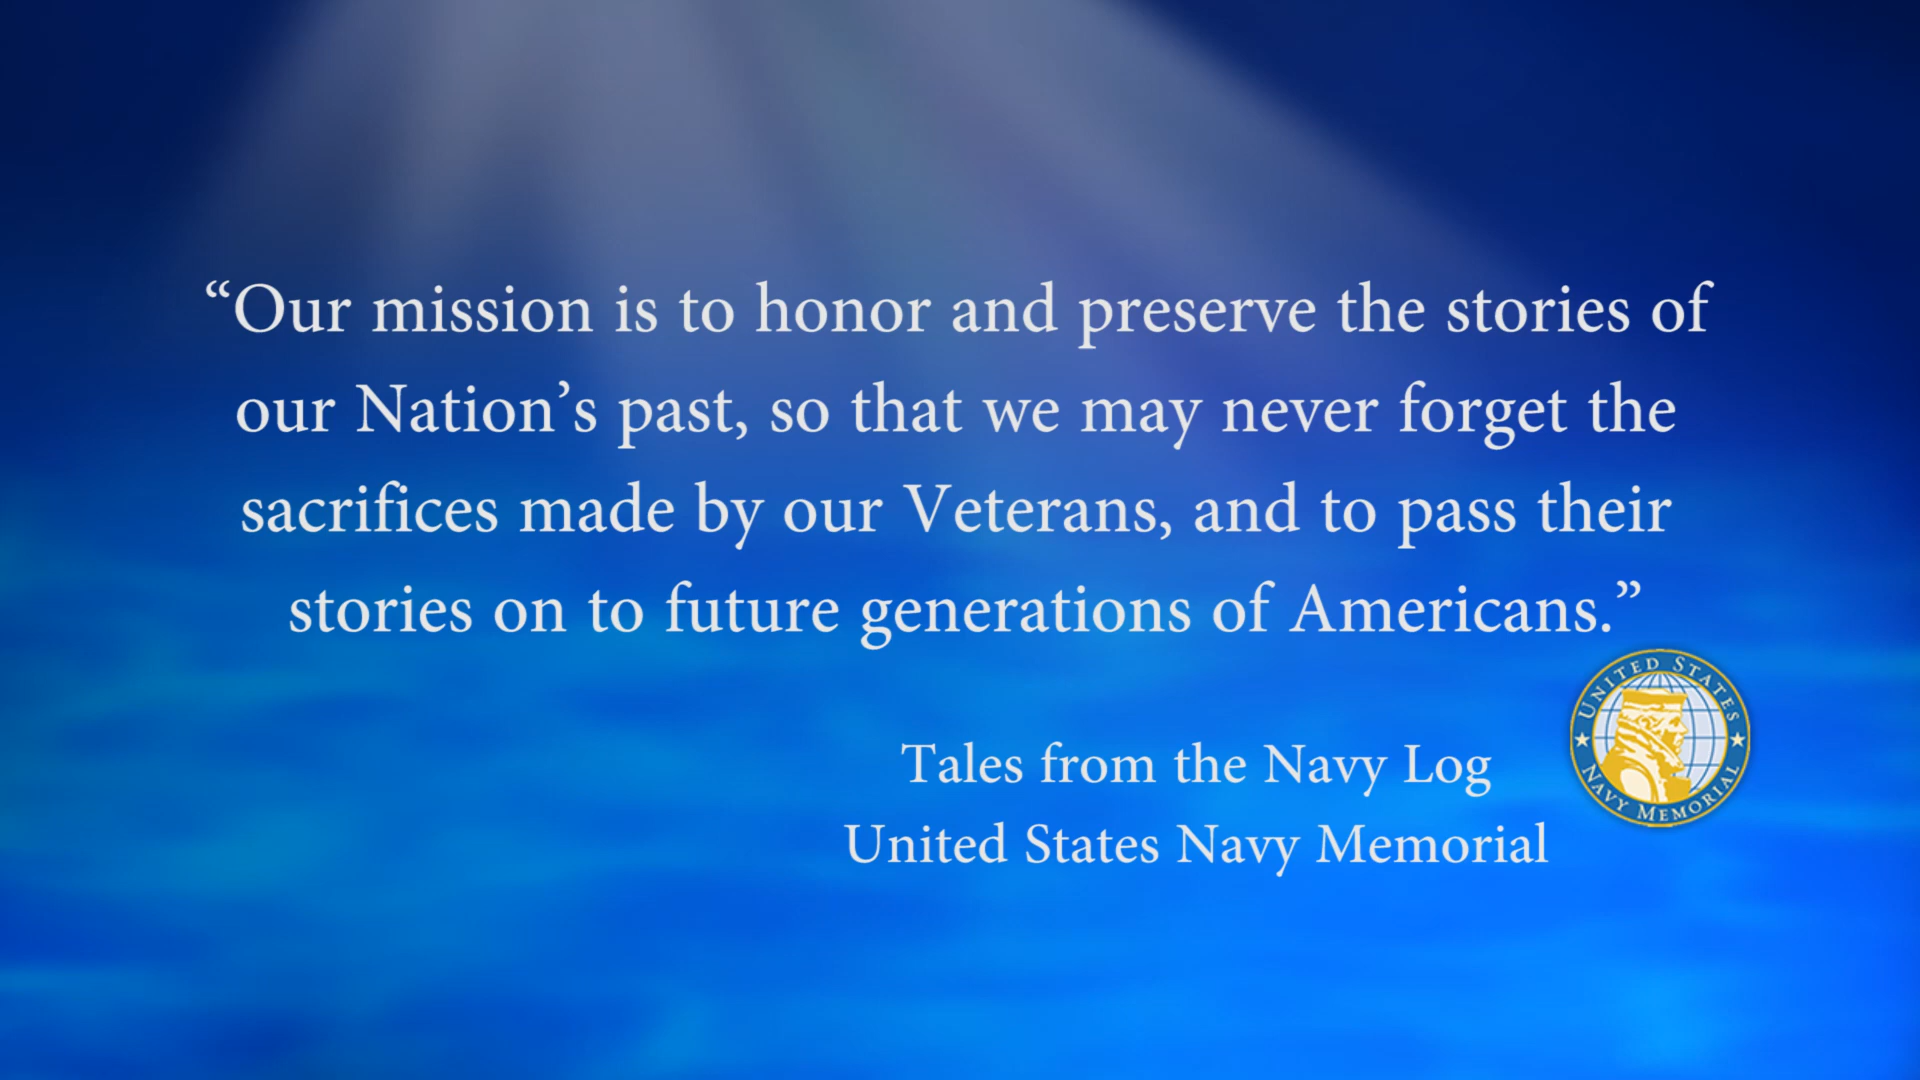 “Our mission is to honor and preserve the stories of
our Nation’s past, so that we may never forget the
sacrifices made by our Veterans, and to pass their
stories on to future generations of Americans.”
Tales from the Navy Log
United States Navy Memorial
UNITED STATES
NAVY MEMORIAL